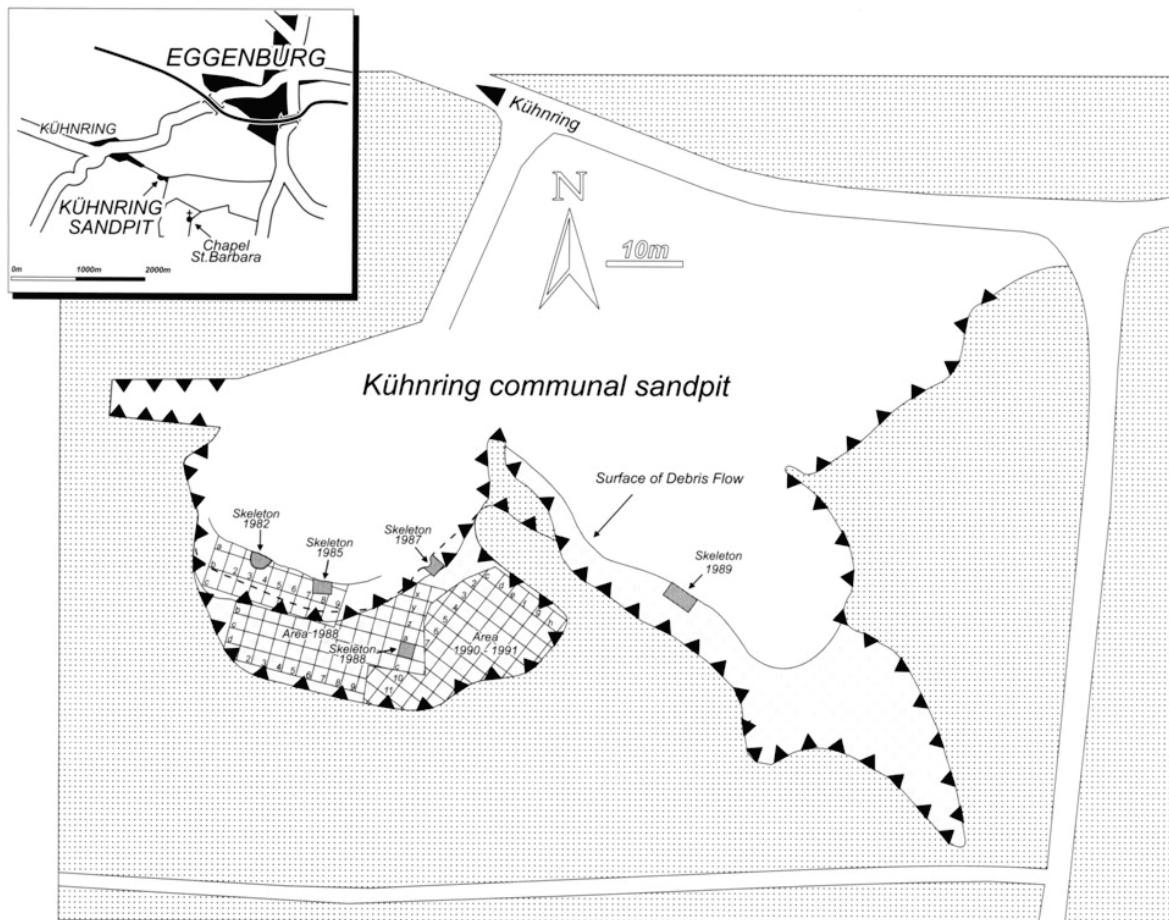 EGGENBURG
KÜHNRING
KÜHNRING
SANDPIT
Chapel
St.Barbara
0m 1000m 2000m
Kühnring
N
10m
Kühnring communal sandpit
Surface of Debris Flow
Skeleton
1982
Skeleton
1985
Skeleton
1987
Skeleton
1989
Area 1988
Skeleton
1988
Area
1990 - 1991